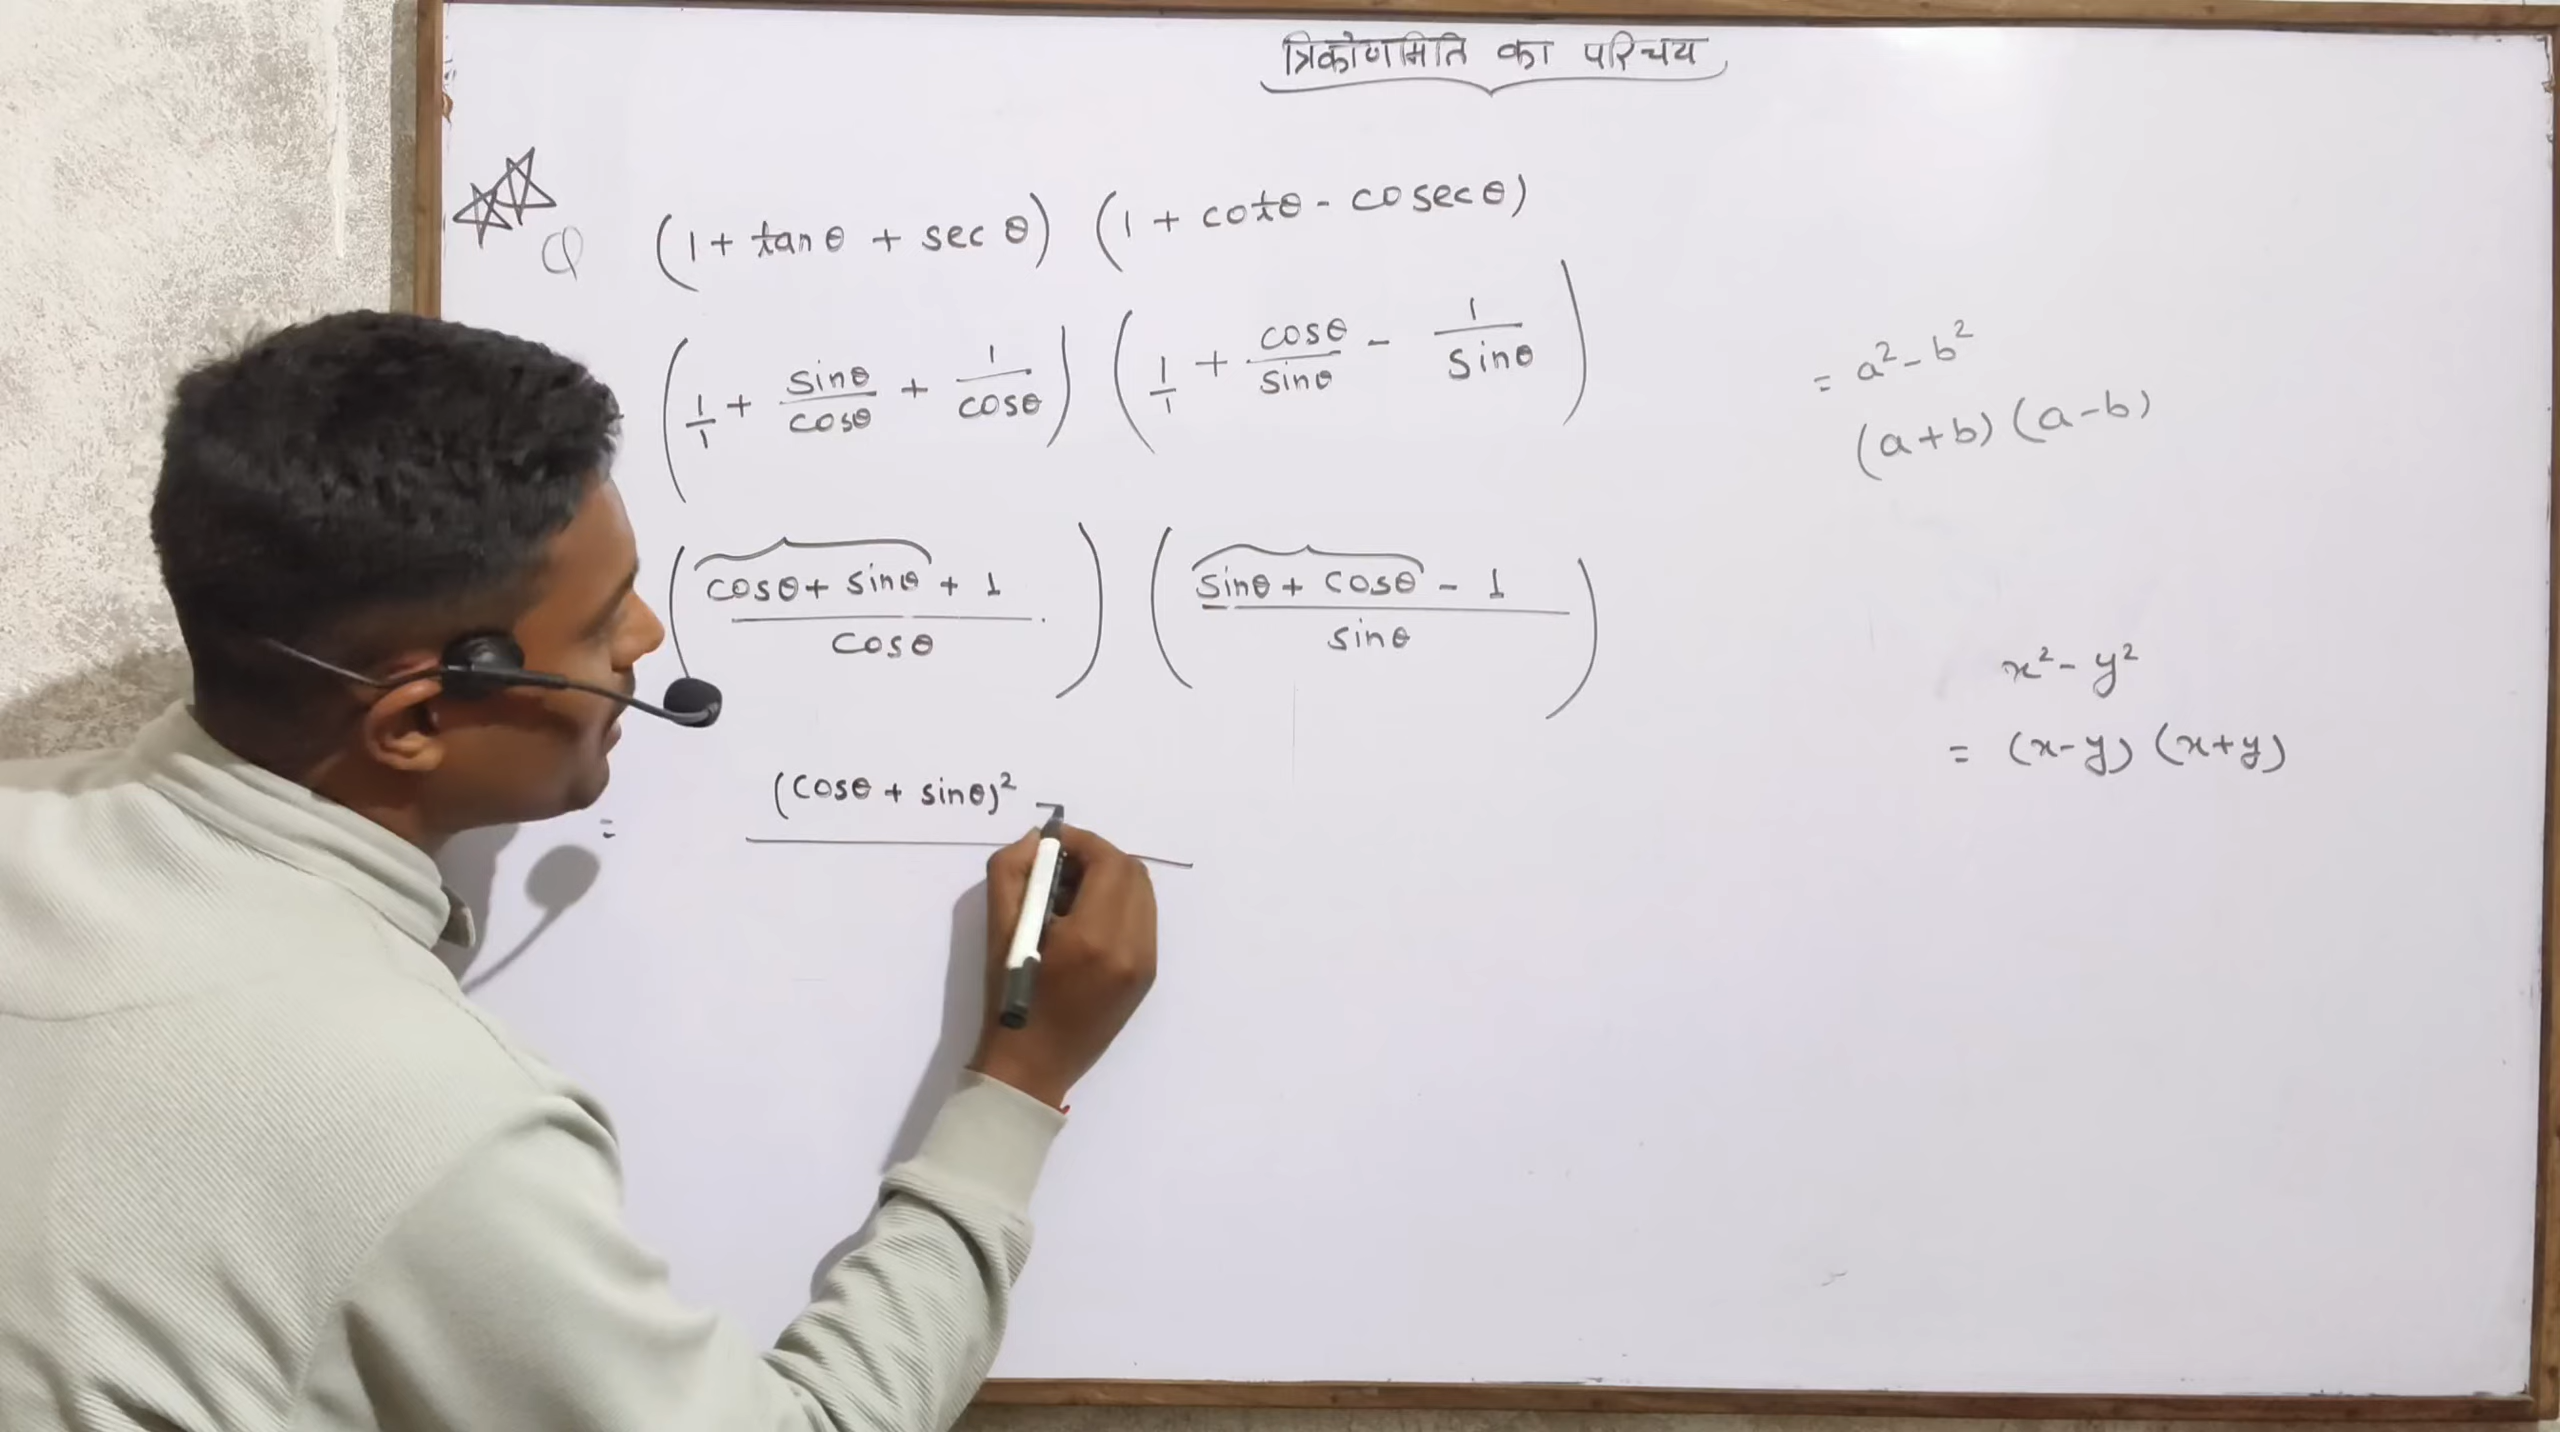 त्रिकोणमिति का परिचय
Q (1 + tanθ + sec θ) (1 + cotθ - cosecθ)
(1/1 + sinθ/cosθ + 1/cosθ) (1/1 + cosθ/sinθ - 1/sinθ)
= a² - b²
(a+b) (a-b)
(cosθ + sinθ + 1 / cosθ) (sinθ + cosθ - 1 / sinθ)
x² - y²
= (x-y) (x+y)
= (cosθ + sinθ)² -